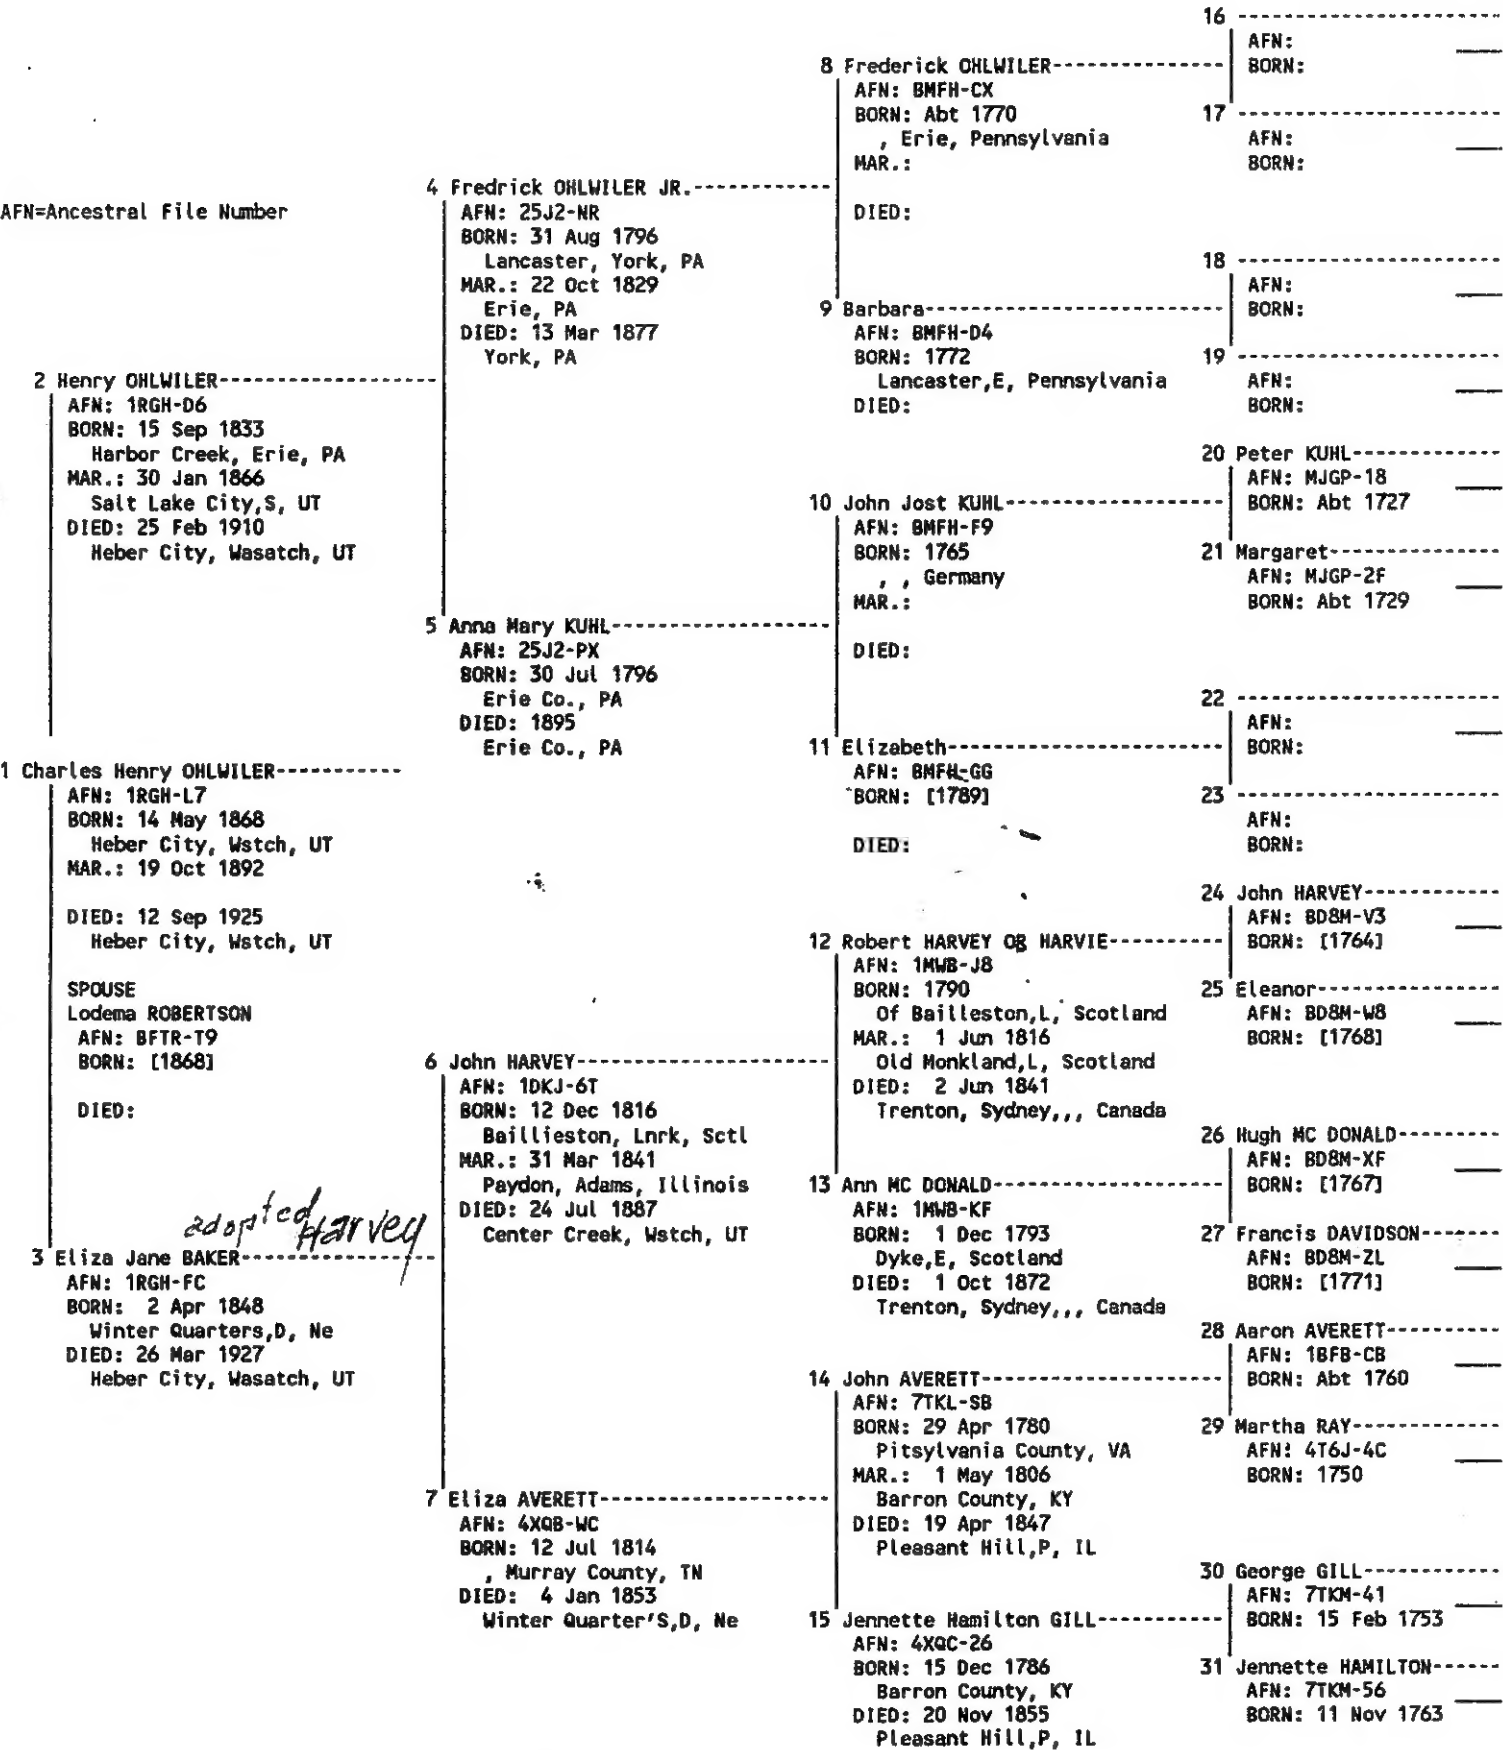 AFN=Ancestral File Number
1 Charles Henry OHLWILER-----------
AFN: 1RGH-L7
BORN: 14 May 1868
Heber City, Wstch, UT
MAR.: 19 Oct 1892
DIED: 12 Sep 1925
Heber City, Wstch, UT
SPOUSE
Lodema ROBERTSON
AFN: BFTR-T9
BORN: [1868]
DIED:
2 Henry OHLWILER------------------
AFN: 1RGH-D6
BORN: 15 Sep 1833
Harbor Creek, Erie, PA
MAR.: 30 Jan 1866
Salt Lake City,S, UT
DIED: 25 Feb 1910
Heber City, Wasatch, UT
adopted Harvey
3 Eliza Jane BAKER----------------
AFN: 1RGH-FC
BORN: 2 Apr 1848
Winter Quarters,D, Ne
DIED: 26 Mar 1927
Heber City, Wasatch, UT
4 Fredrick OHLWILER JR.------------
AFN: 25J2-NR
BORN: 31 Aug 1796
Lancaster, York, PA
MAR.: 22 Oct 1829
Erie, PA
DIED: 13 Mar 1877
York, PA
5 Anna Mary KUHL------------------
AFN: 25J2-PX
BORN: 30 Jul 1796
Erie Co., PA
DIED: 1895
Erie Co., PA
6 John HARVEY---------------------
AFN: 1DKJ-6T
BORN: 12 Dec 1816
Baillieston, Lnrk, Sctl
MAR.: 31 Mar 1841
Paydon, Adams, Illinois
DIED: 24 Jul 1887
Center Creek, Wstch, UT
7 Eliza AVERETT-------------------
AFN: 4XQB-WC
BORN: 12 Jul 1814
, Murray County, TN
DIED: 4 Jan 1853
Winter Quarter'S,D, Ne
8 Frederick OHLWILER--------------
AFN: BMFH-CX
BORN: Abt 1770
, Erie, Pennsylvania
MAR.:
DIED:
9 Barbara-------------------------
AFN: BMFH-D4
BORN: 1772
Lancaster,E, Pennsylvania
DIED:
10 John Jost KUHL------------------
AFN: BMFH-F9
BORN: 1765
, , Germany
MAR.:
DIED:
11 Elizabeth-----------------------
AFN: BMFH-GG
BORN: [1789]
DIED:
12 Robert HARVEY OR HARVIE----------
AFN: 1MWB-J8
BORN: 1790
Of Bailleston,L, Scotland
MAR.: 1 Jun 1816
Old Monkland,L, Scotland
DIED: 2 Jun 1841
Trenton, Sydney,,, Canada
13 Ann MC DONALD-------------------
AFN: 1MWB-KF
BORN: 1 Dec 1793
Dyke,E, Scotland
DIED: 1 Oct 1872
Trenton, Sydney,,, Canada
14 John AVERETT--------------------
AFN: 7TKL-SB
BORN: 29 Apr 1780
Pitsylvania County, VA
MAR.: 1 May 1806
Barron County, KY
DIED: 19 Apr 1847
Pleasant Hill,P, IL
15 Jennette Hamilton GILL----------
AFN: 4XQC-26
BORN: 15 Dec 1786
Barron County, KY
DIED: 20 Nov 1855
Pleasant Hill,P, IL
16 ----------------------
AFN:
BORN:
17 ----------------------
AFN:
BORN:
18 ----------------------
AFN:
BORN:
19 ----------------------
AFN:
BORN:
20 Peter KUHL------------
AFN: MJGP-18
BORN: Abt 1727
21 Margaret--------------
AFN: MJGP-2F
BORN: Abt 1729
22 ----------------------
AFN:
BORN:
23 ----------------------
AFN:
BORN:
24 John HARVEY-----------
AFN: BD8M-V3
BORN: [1764]
25 Eleanor---------------
AFN: BD8M-W8
BORN: [1768]
26 Hugh MC DONALD--------
AFN: BD8M-XF
BORN: [1767]
27 Francis DAVIDSON------
AFN: BD8M-ZL
BORN: [1771]
28 Aaron AVERETT---------
AFN: 1BFB-CB
BORN: Abt 1760
29 Martha RAY------------
AFN: 4T6J-4C
BORN: 1750
30 George GILL-----------
AFN: 7TKM-41
BORN: 15 Feb 1753
31 Jennette HAMILTON-----
AFN: 7TKM-56
BORN: 11 Nov 1763